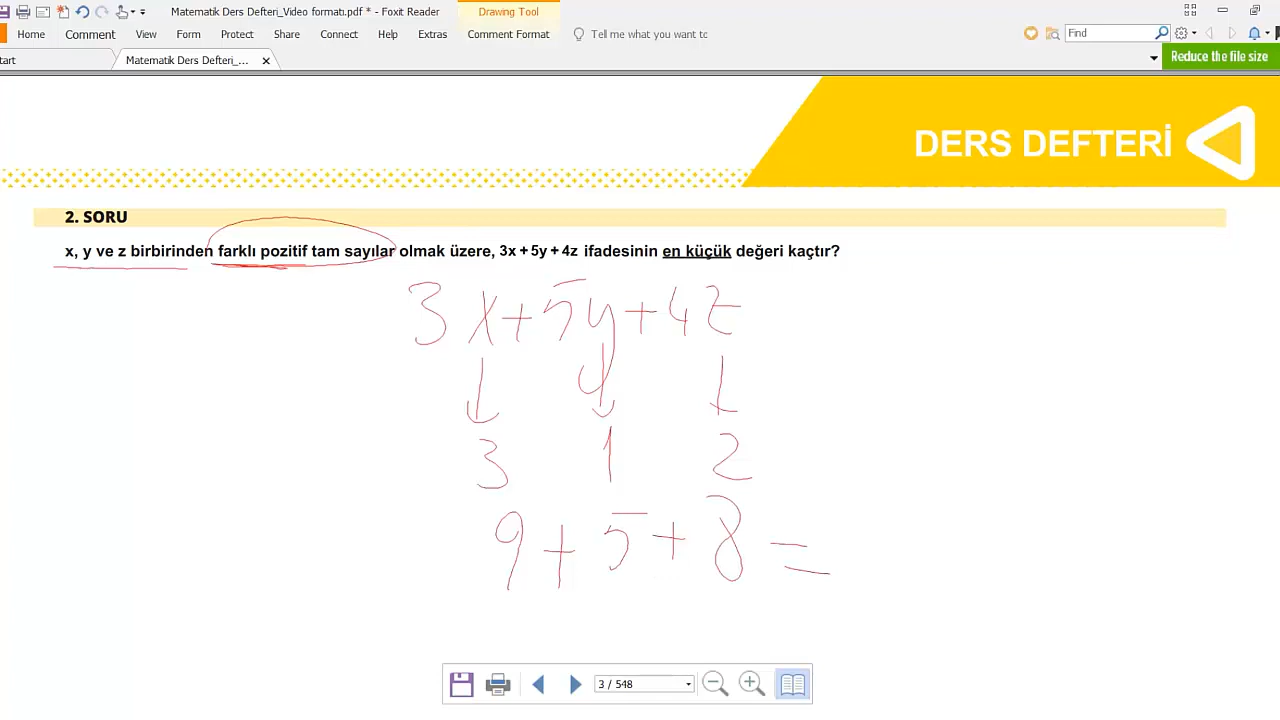 Matematik Ders Defteri_Video formatı.pdf * - Foxit Reader
Drawing Tool
Home Comment View Form Protect Share Connect Help Extras Comment Format Tell me what you want to Find
tart Matematik Ders Defteri_... × Reduce the file size
DERS DEFTERİ
2. SORU
x, y ve z birbirinden farklı pozitif tam sayılar olmak üzere, 3x + 5y + 4z ifadesinin en küçük değeri kaçtır?
3x+5y+4z
3 1 2
9+5+8=
3 / 548